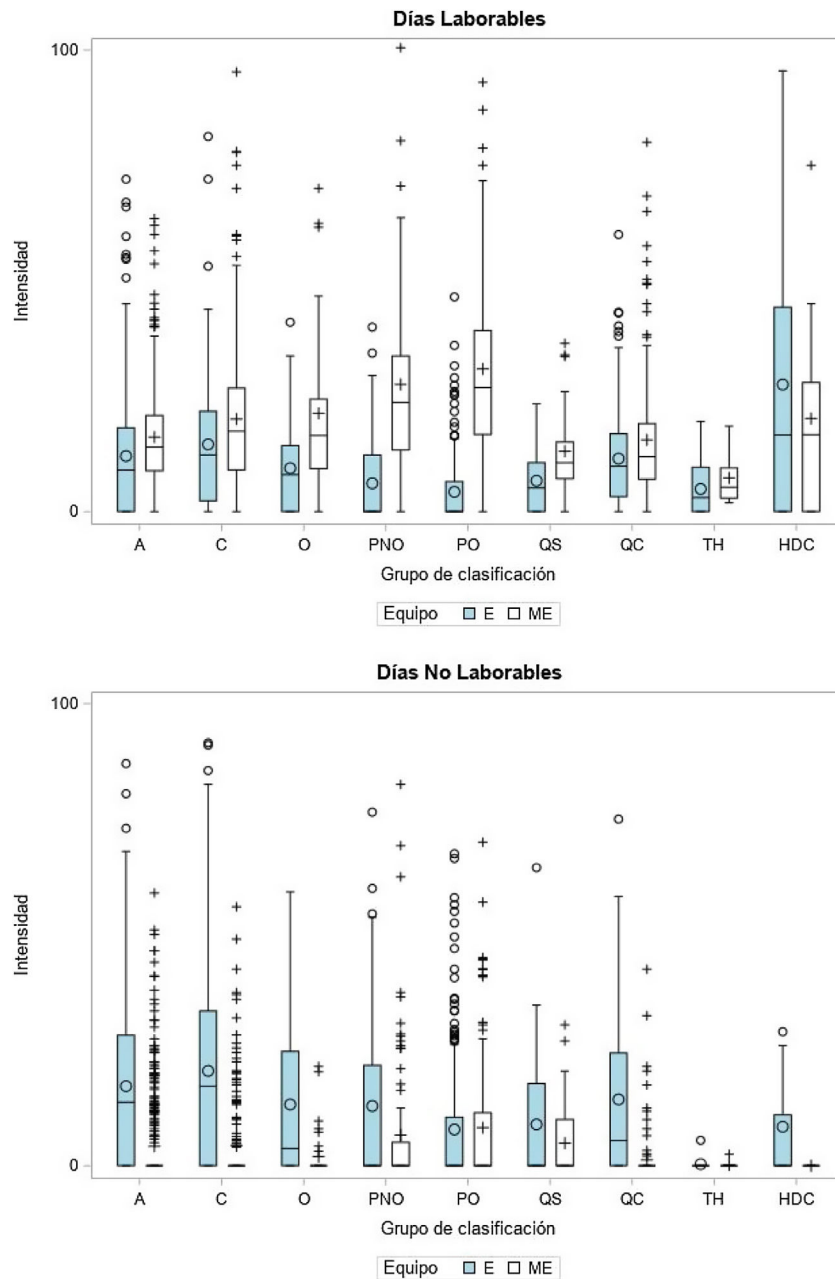 Días Laborables
100
Intensidad
0
A C O PNO PO QS QC TH HDC
Grupo de clasificación
Equipo E ME
Días No Laborables
100
Intensidad
0
A C O PNO PO QS QC TH HDC
Grupo de clasificación
Equipo E ME